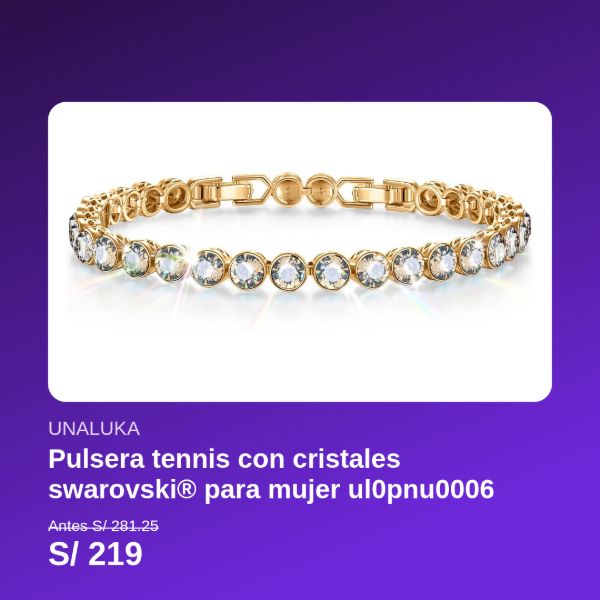 UNALUKA
Pulsera tennis con cristales
swarovski® para mujer ul0pnu0006
Antes S/ 281.25
S/ 219